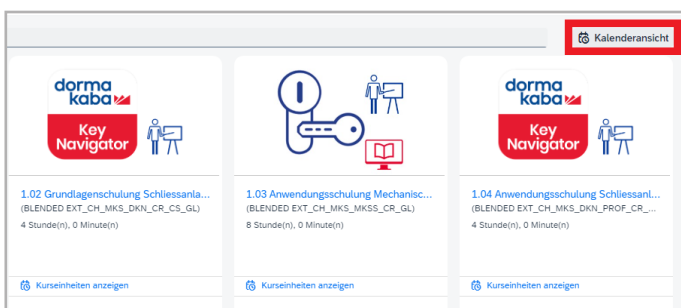 Kalenderansicht
dorma
kaba
Key
Navigator
dorma
kaba
Key
Navigator
1.02 Grundlagenschulung Schliessanla...
(BLENDED EXT_CH_MKS_DKN_CR_CS_GL)
4 Stunde(n), 0 Minute(n)
1.03 Anwendungsschulung Mechanisc...
(BLENDED EXT_CH_MKS_MKSS_CR_GL)
8 Stunde(n), 0 Minute(n)
1.04 Anwendungsschulung Schliessanl...
(BLENDED EXT_CH_MKS_DKN_PROF_CR_...
4 Stunde(n), 0 Minute(n)
Kurseinheiten anzeigen
Kurseinheiten anzeigen
Kurseinheiten anzeigen